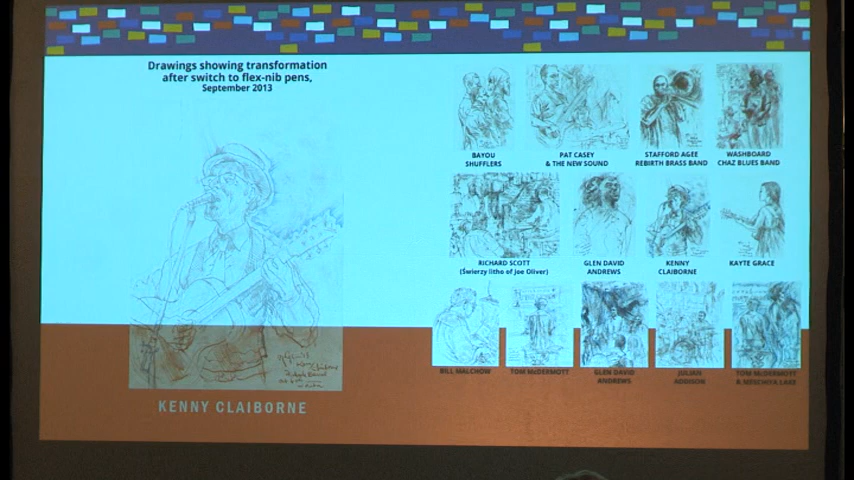 Drawings showing transformation
after switch to flex-nib pens,
September 2013
KENNY CLAIBORNE
BAYOU
SHUFFLERS
PAT CASEY
& THE NEW SOUND
STAFFORD AGEE
REBIRTH BRASS BAND
WASHBOARD
CHAZ BLUES BAND
RICHARD SCOTT
(Swierzy litho of Joe Oliver)
GLEN DAVID
ANDREWS
KENNY
CLAIBORNE
KAYTE GRACE
BILL MALCHOW
TOM McDERMOTT
GLEN DAVID
ANDREWS
JULIAN
ADDISON
TOM McDERMOTT
& MESCHIYA LAKE